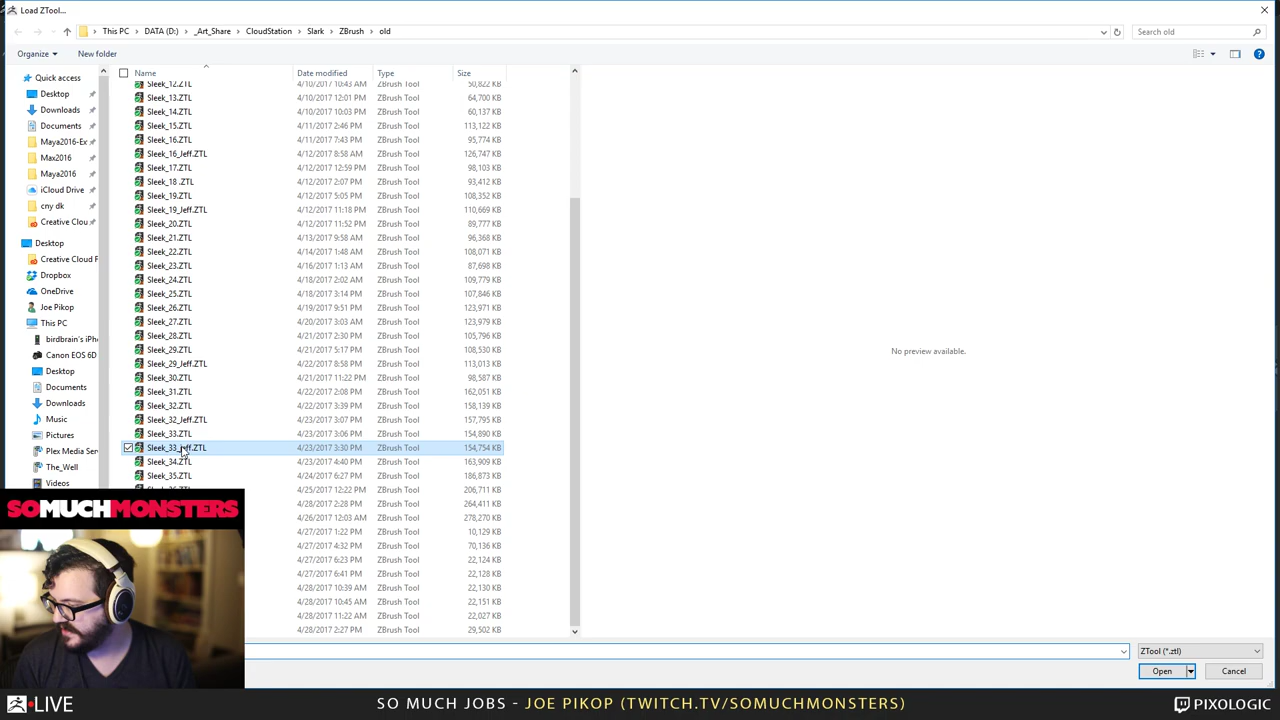 Load ZTool...
This PC > DATA (D:) > _Art_Share > CloudStation > Slark > ZBrush > old
Search old
Organize
New folder
Name Date modified Type Size
Sleek_12.ZTL 4/10/2017 10:43 AM ZBrush Tool 50,822 KB
Sleek_13.ZTL 4/10/2017 12:01 PM ZBrush Tool 64,700 KB
Sleek_14.ZTL 4/10/2017 10:03 PM ZBrush Tool 60,137 KB
Sleek_15.ZTL 4/11/2017 2:46 PM ZBrush Tool 113,122 KB
Sleek_16.ZTL 4/11/2017 7:43 PM ZBrush Tool 95,774 KB
Sleek_16_Jeff.ZTL 4/12/2017 8:58 AM ZBrush Tool 126,747 KB
Sleek_17.ZTL 4/12/2017 12:59 PM ZBrush Tool 98,103 KB
Sleek_18 .ZTL 4/12/2017 2:07 PM ZBrush Tool 93,412 KB
Sleek_19.ZTL 4/12/2017 5:05 PM ZBrush Tool 108,352 KB
Sleek_19_Jeff.ZTL 4/12/2017 11:18 PM ZBrush Tool 110,669 KB
Sleek_20.ZTL 4/12/2017 11:52 PM ZBrush Tool 89,777 KB
Sleek_21.ZTL 4/13/2017 9:58 AM ZBrush Tool 96,368 KB
Sleek_22.ZTL 4/14/2017 1:48 AM ZBrush Tool 108,071 KB
Sleek_23.ZTL 4/16/2017 1:13 AM ZBrush Tool 87,698 KB
Sleek_24.ZTL 4/18/2017 2:02 AM ZBrush Tool 109,779 KB
Sleek_25.ZTL 4/18/2017 3:14 PM ZBrush Tool 107,846 KB
Sleek_26.ZTL 4/19/2017 9:51 PM ZBrush Tool 123,971 KB
Sleek_27.ZTL 4/20/2017 3:03 AM ZBrush Tool 123,979 KB
Sleek_28.ZTL 4/21/2017 2:30 PM ZBrush Tool 105,796 KB
Sleek_29.ZTL 4/21/2017 5:17 PM ZBrush Tool 108,530 KB
Sleek_29_Jeff.ZTL 4/22/2017 8:58 PM ZBrush Tool 113,013 KB
Sleek_30.ZTL 4/21/2017 11:22 PM ZBrush Tool 98,587 KB
Sleek_31.ZTL 4/22/2017 2:08 PM ZBrush Tool 162,051 KB
Sleek_32.ZTL 4/22/2017 3:39 PM ZBrush Tool 158,139 KB
Sleek_32_Jeff.ZTL 4/23/2017 3:07 PM ZBrush Tool 157,795 KB
Sleek_33.ZTL 4/23/2017 3:06 PM ZBrush Tool 154,890 KB
Sleek_33_Jeff.ZTL 4/23/2017 3:30 PM ZBrush Tool 154,754 KB
Sleek_34.ZTL 4/23/2017 4:40 PM ZBrush Tool 163,909 KB
Sleek_35.ZTL 4/24/2017 6:27 PM ZBrush Tool 186,873 KB
4/25/2017 12:22 PM ZBrush Tool 206,711 KB
4/28/2017 2:28 PM ZBrush Tool 264,411 KB
4/26/2017 12:03 AM ZBrush Tool 278,270 KB
4/27/2017 1:22 PM ZBrush Tool 10,129 KB
4/27/2017 4:32 PM ZBrush Tool 70,136 KB
4/27/2017 6:23 PM ZBrush Tool 22,124 KB
4/27/2017 6:41 PM ZBrush Tool 22,128 KB
4/28/2017 10:39 AM ZBrush Tool 22,130 KB
4/28/2017 10:45 AM ZBrush Tool 22,151 KB
4/28/2017 11:22 AM ZBrush Tool 22,027 KB
4/28/2017 2:27 PM ZBrush Tool 29,502 KB
Quick access
Desktop
Downloads
Documents
Maya2016-Ex
Max2016
Maya2016
iCloud Drive
cny dk
Creative Clou
Desktop
Creative Cloud F
Dropbox
OneDrive
Joe Pikop
This PC
birdbrain's iPho
Canon EOS 6D
Desktop
Documents
Downloads
Music
Pictures
Plex Media Serv
The_Well
Videos
No preview available.
ZTool (*.ztl)
Open
Cancel
SOMUCHMONSTERS
LIVE
SO MUCH JOBS - JOE PIKOP (TWITCH.TV/SOMUCHMONSTERS)
PIXOLOGIC